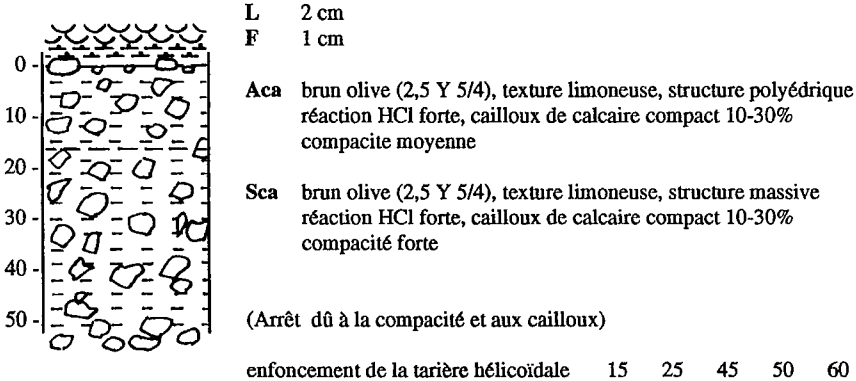 L 2 cm
F 1 cm
0 -
Aca brun olive (2,5 Y 5/4), texture limoneuse, structure polyédrique
réaction HCl forte, cailloux de calcaire compact 10-30%
10 -
compacite moyenne
20 -
Sca brun olive (2,5 Y 5/4), texture limoneuse, structure massive
réaction HCl forte, cailloux de calcaire compact 10-30%
30 -
compacité forte
40 -
50 -
(Arrêt dû à la compacité et aux cailloux)
enfoncement de la tarière hélicoïdale 15 25 45 50 60